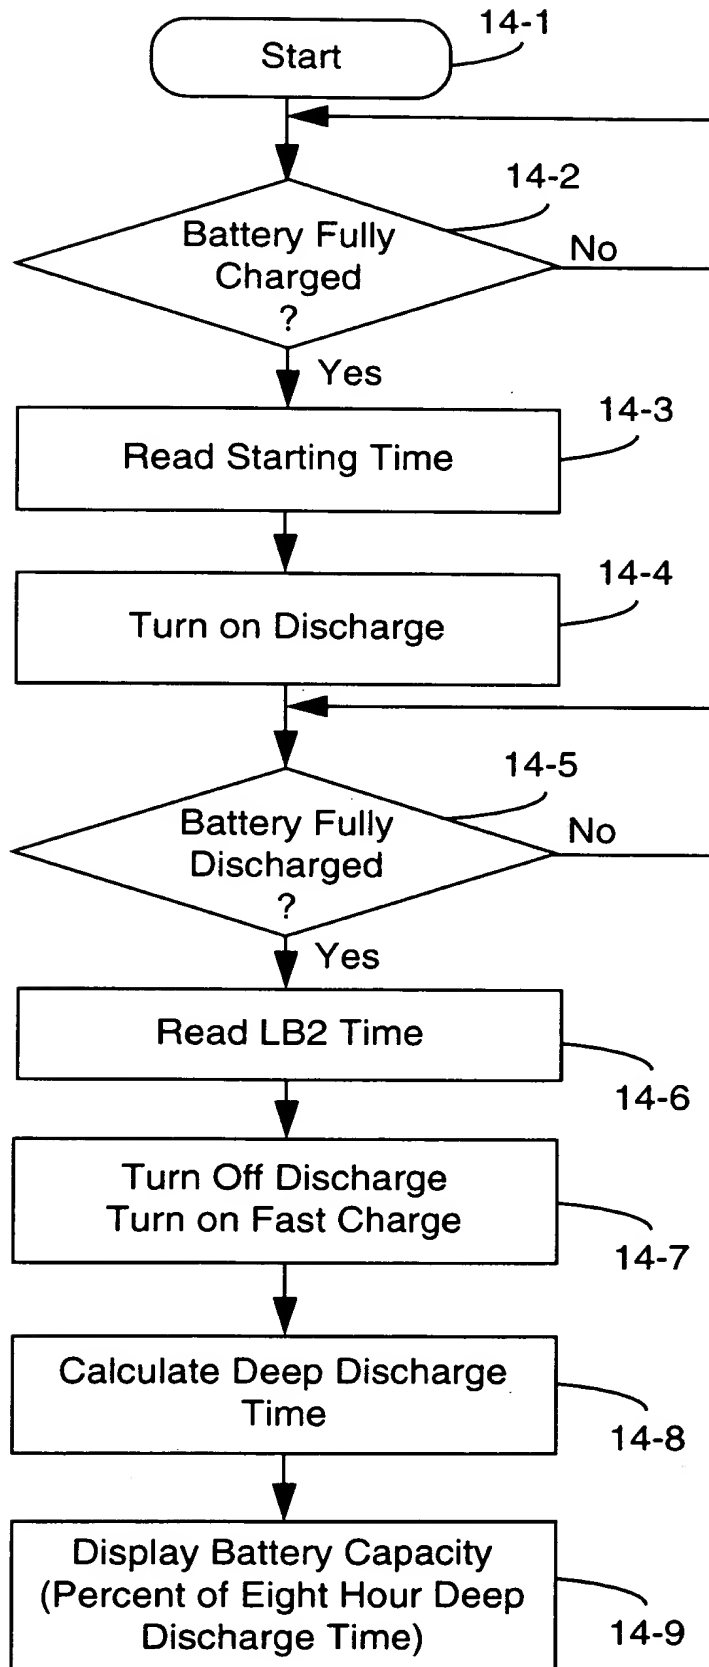 14-1
Start
14-2
Battery Fully
Charged
?
No
Yes
14-3
Read Starting Time
14-4
Turn on Discharge
14-5
Battery Fully
Discharged
?
No
Yes
Read LB2 Time
14-6
Turn Off Discharge
Turn on Fast Charge
14-7
Calculate Deep Discharge
Time
14-8
Display Battery Capacity
(Percent of Eight Hour Deep
Discharge Time)
14-9